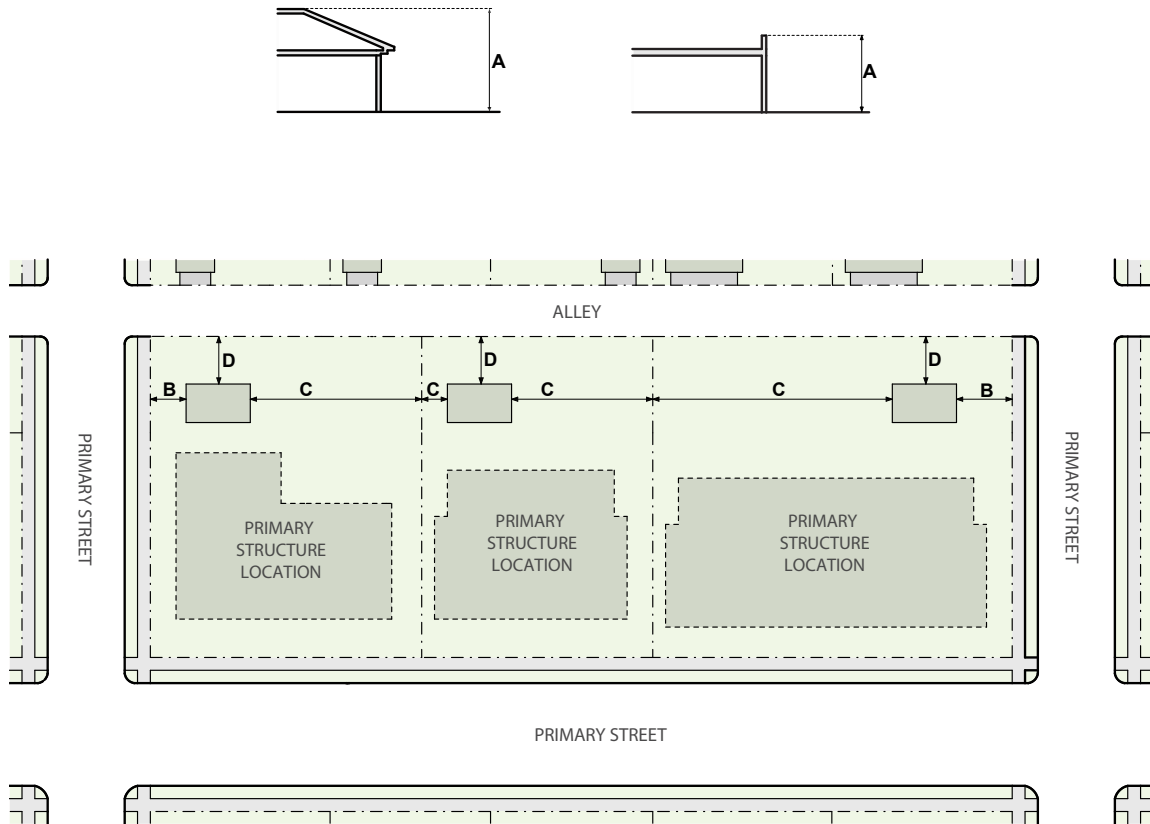 A
A
ALLEY
D
D
D
B
C
C
C
C
B
PRIMARY STREET
PRIMARY STREET
PRIMARY
STRUCTURE
LOCATION
PRIMARY
STRUCTURE
LOCATION
PRIMARY
STRUCTURE
LOCATION
PRIMARY STREET